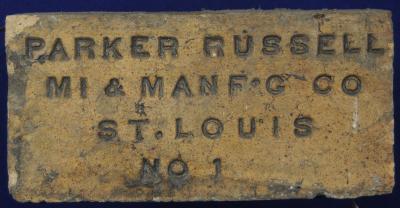 PARKER RUSSELL
MI & MANF'G CO
ST. LOUIS
NO 1